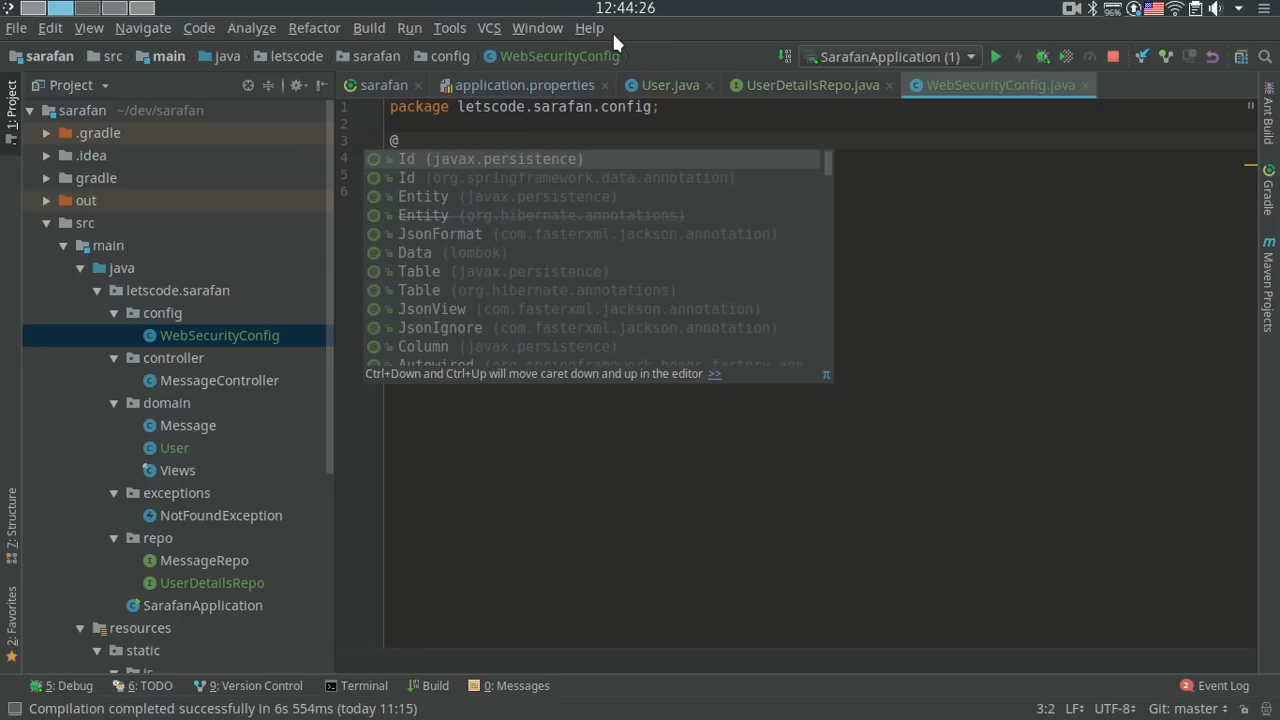 12:44:26
96%
File Edit View Navigate Code Analyze Refactor Build Run Tools VCS Window Help
sarafan src main java letscode sarafan config WebSecurityConfig SarafanApplication (1)
1: Project
Project
sarafan application.properties User.java UserDetailsRepo.java WebSecurityConfig.java
sarafan ~/dev/sarafan
.gradle
.idea
gradle
out
src
main
java
letscode.sarafan
config
WebSecurityConfig
controller
MessageController
domain
Message
User
Views
exceptions
NotFoundException
repo
MessageRepo
UserDetailsRepo
SarafanApplication
resources
static
js
1 package letscode.sarafan.config;
2
3 @
4
5
6
Id (javax.persistence)
Id (org.springframework.data.annotation)
Entity (javax.persistence)
Entity (org.hibernate.annotations)
JsonFormat (com.fasterxml.jackson.annotation)
Data (lombok)
Table (javax.persistence)
Table (org.hibernate.annotations)
JsonView (com.fasterxml.jackson.annotation)
JsonIgnore (com.fasterxml.jackson.annotation)
Column (javax.persistence)
Autowired
Ctrl+Down and Ctrl+Up will move caret down and up in the editor >> π
Ant Build
Gradle
Maven Projects
7: Structure
2: Favorites
5: Debug 6: TODO 9: Version Control Terminal Build 0: Messages 2 Event Log
Compilation completed successfully in 6s 554ms (today 11:15) 3:2 LF UTF-8 Git: master